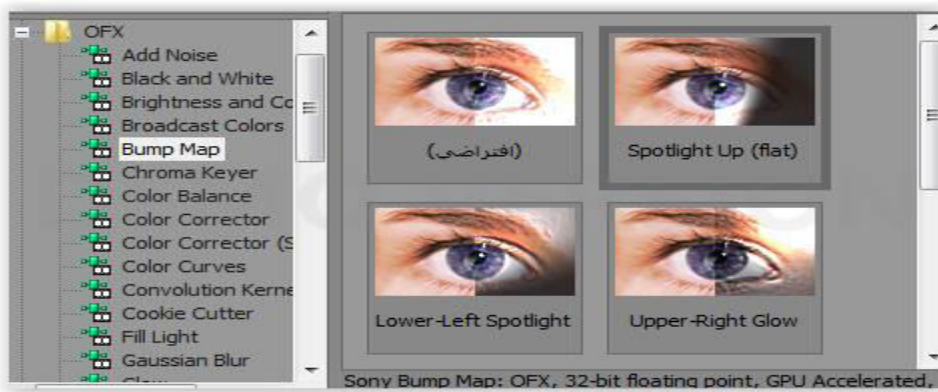 OFX
Add Noise
Black and White
Brightness and Co
Broadcast Colors
Bump Map
Chroma Keyer
Color Balance
Color Corrector
Color Corrector (S
Color Curves
Convolution Kerne
Cookie Cutter
Fill Light
Gaussian Blur
(افتراضي)
Spotlight Up (flat)
Lower-Left Spotlight
Upper-Right Glow
Sony Bump Map: OFX, 32-bit floating point, GPU Accelerated,